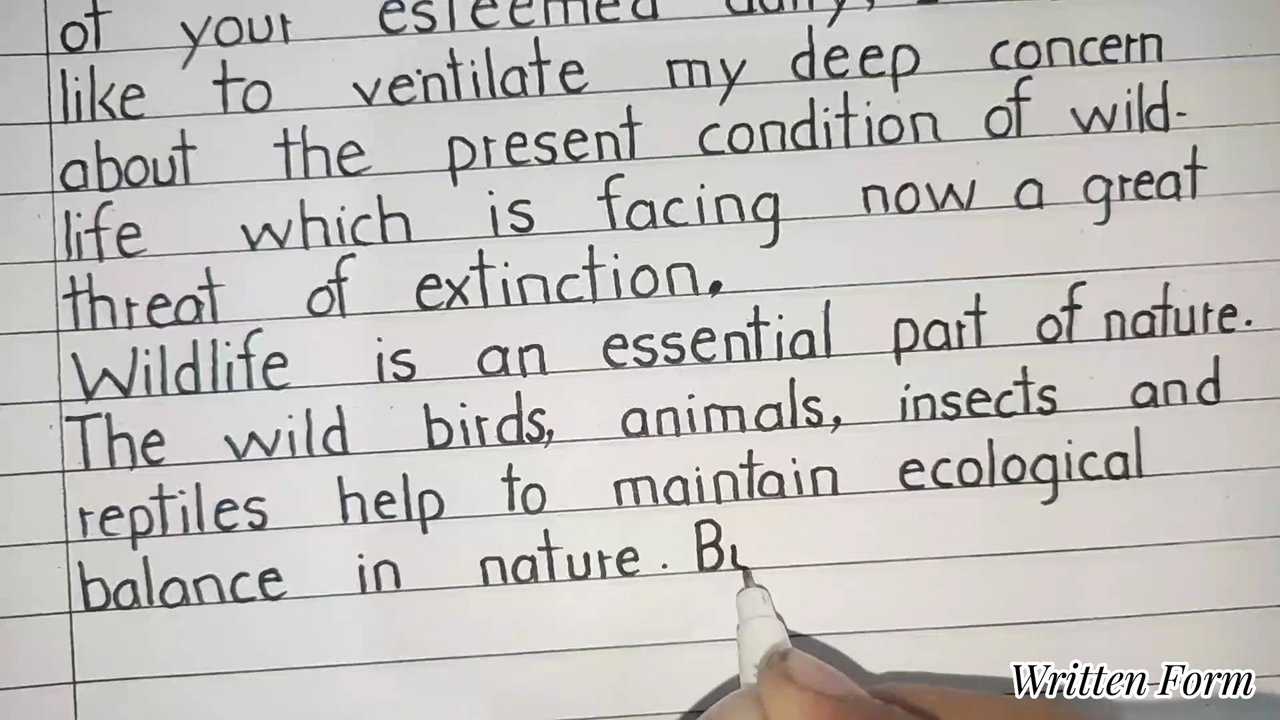 of your esteemed daily,
like to ventilate my deep concern
about the present condition of wild-
life which is facing now a great
threat of extinction.
Wildlife is an essential part of nature.
The wild birds, animals, insects and
reptiles help to maintain ecological
balance in nature. Bu
Written Form